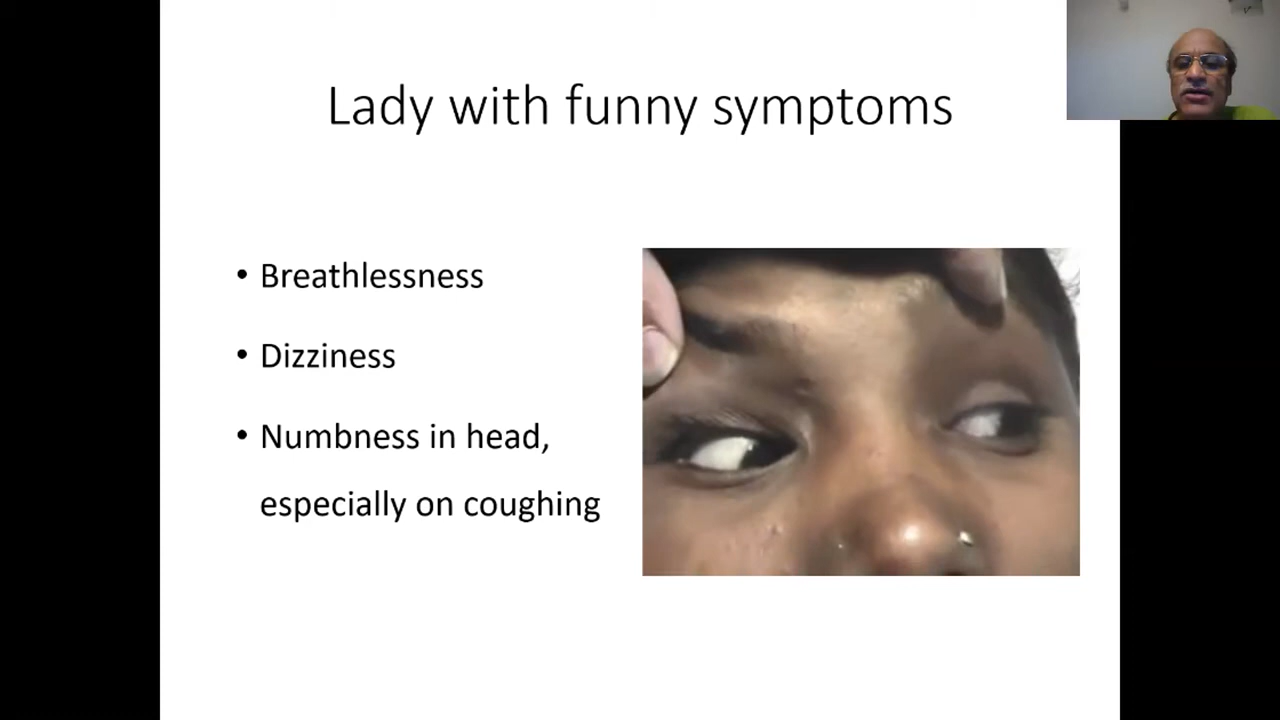 Lady with funny symptoms
• Breathlessness
• Dizziness
• Numbness in head,
especially on coughing